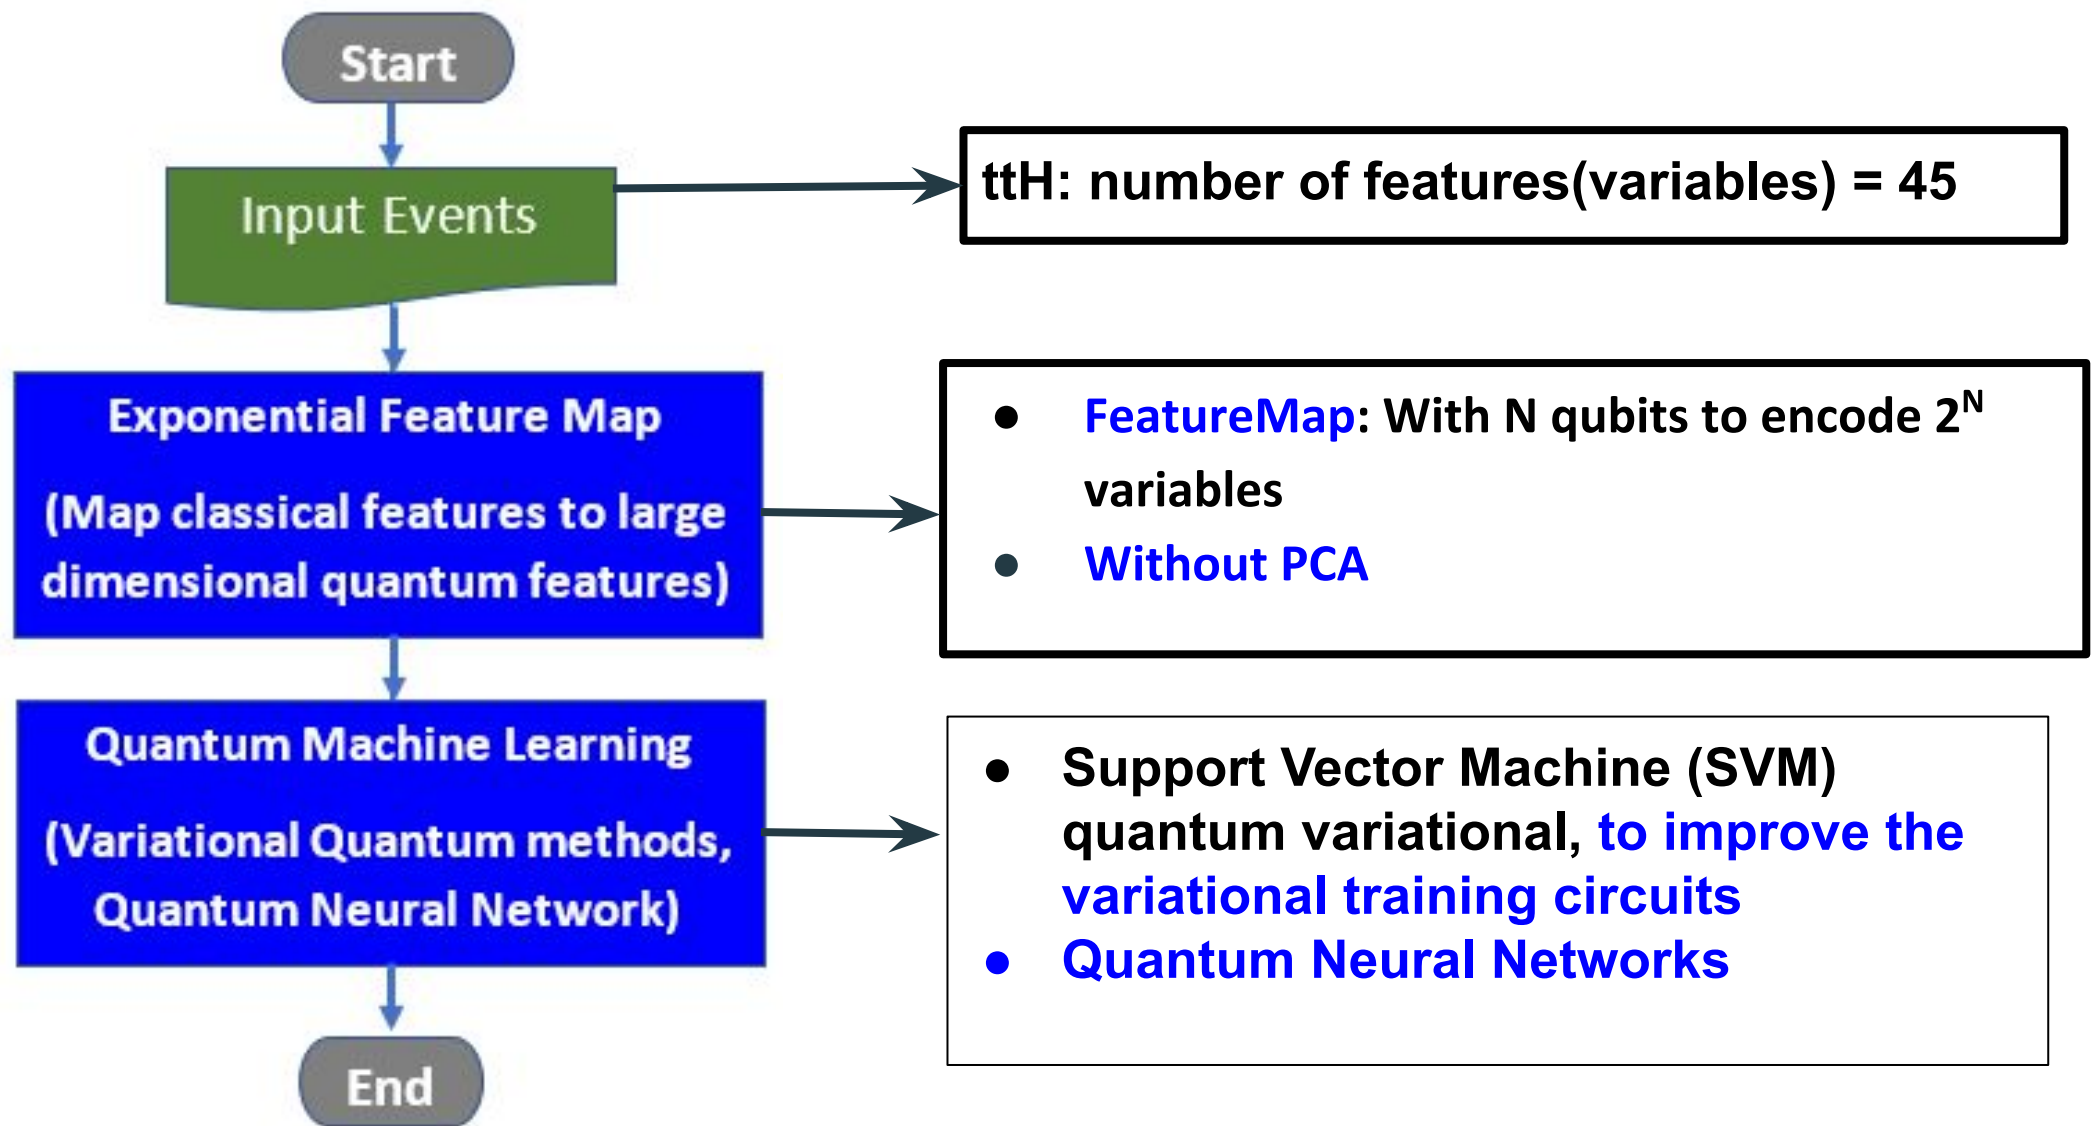 Start
Input Events
ttH: number of features(variables) = 45
Exponential Feature Map
(Map classical features to large
dimensional quantum features)
● FeatureMap: With N qubits to encode 2ᴺ
variables
● Without PCA
Quantum Machine Learning
(Variational Quantum methods,
Quantum Neural Network)
● Support Vector Machine (SVM)
quantum variational, to improve the
variational training circuits
● Quantum Neural Networks
End